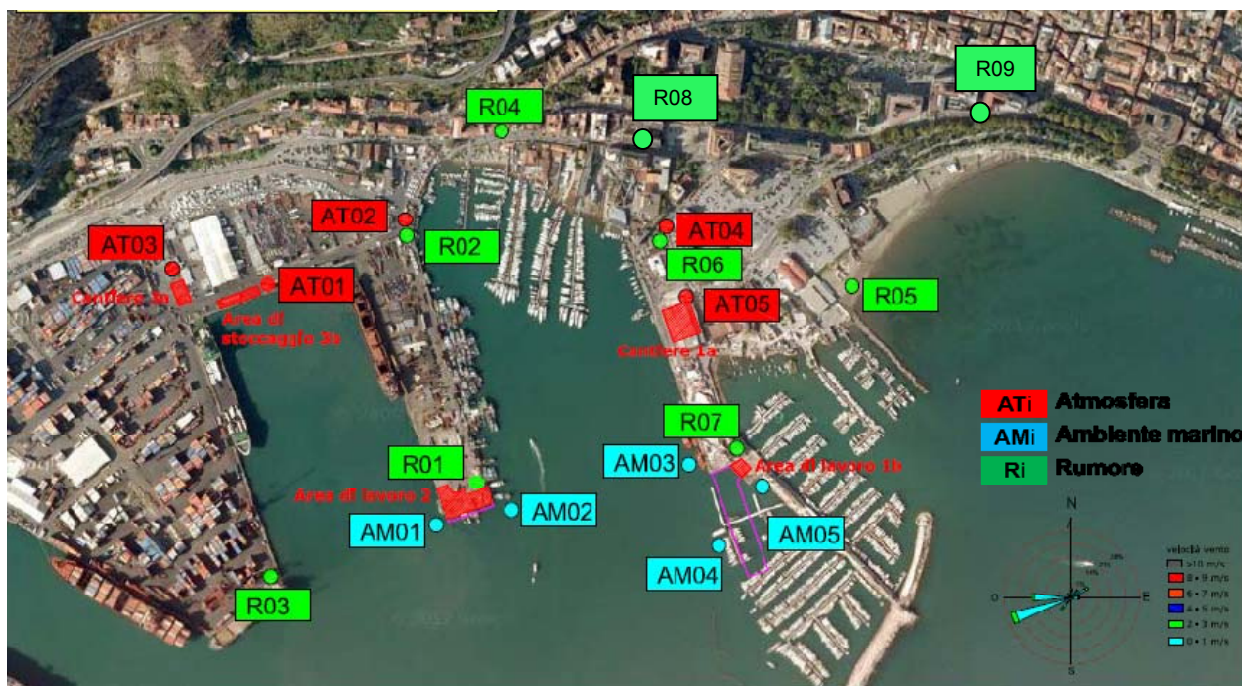 R09
R08
R04
AT02
AT04
R02
AT03
R06
AT01
R05
AT05
Cantiere 3a
Area di
stoccaggio 3b
Cantiere 1a
ATi Atmosfera
AMi Ambiente marino
Ri Rumore
R07
R01
AM03
Area di lavoro 1b
Area di lavoro 2
AM02
AM01
AM05
AM04
R03
N
O
E
S
velocità vento
>10 m/s
8 • 9 m/s
6 • 7 m/s
4 • 5 m/s
2 • 3 m/s
0 • 1 m/s